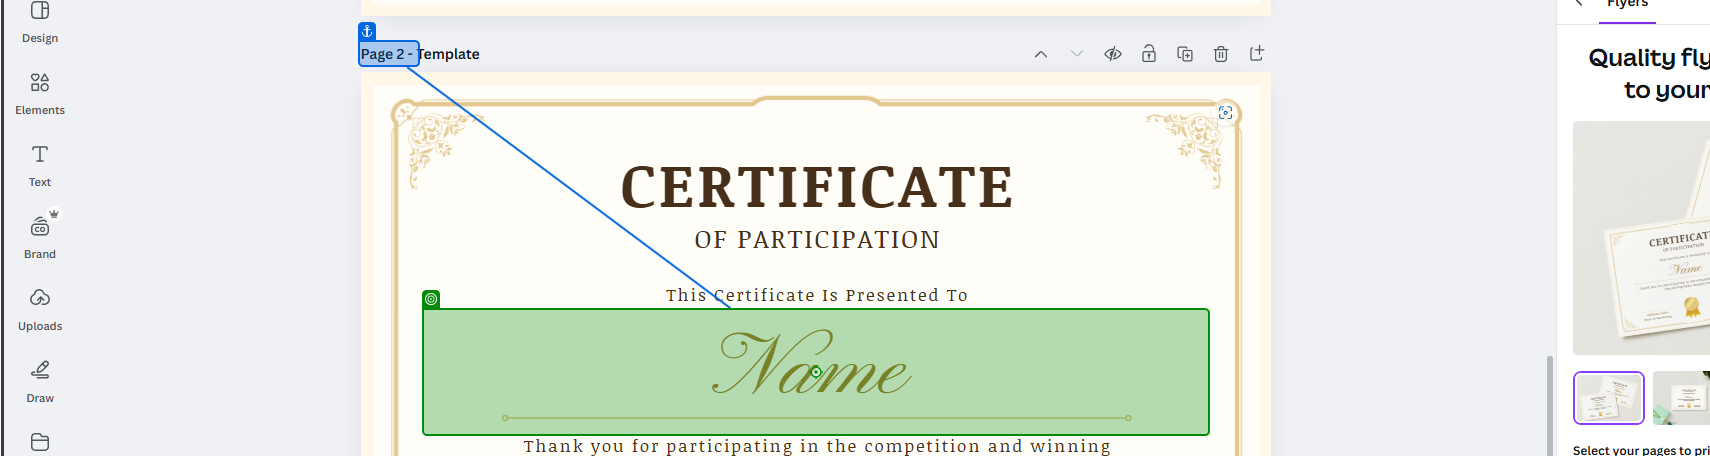 Design
Elements
Text
Brand
Uploads
Draw
Page 2 - Template
CERTIFICATE
OF PARTICIPATION
This Certificate Is Presented To
Name
Thank you for participating in the competition and winning
Flyers
Quality fly
to your
CERTIFICAT
OF PARTICIPATION
Name
Select your pages to pri